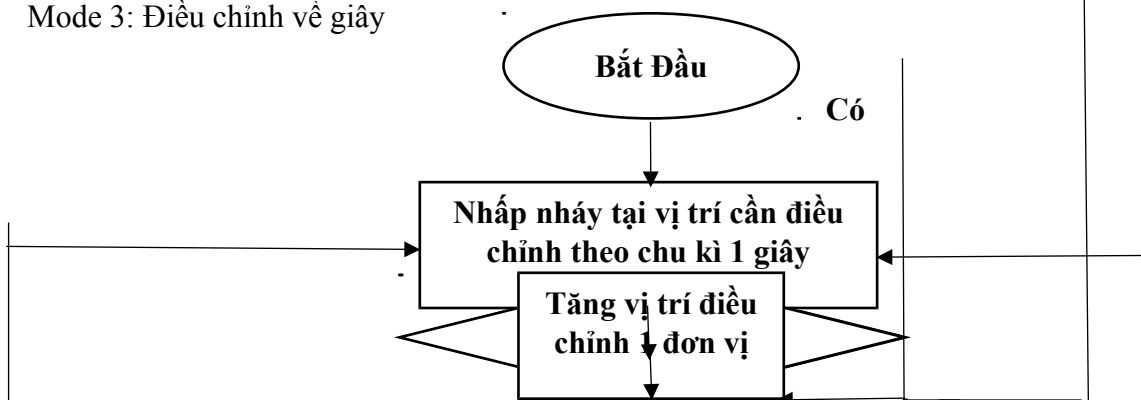 Mode 3: Điều chỉnh về giây
Bắt Đầu
Có
Nhấp nháy tại vị trí cần điều
chỉnh theo chu kì 1 giây
Tăng vị trí điều
chỉnh 1 đơn vị